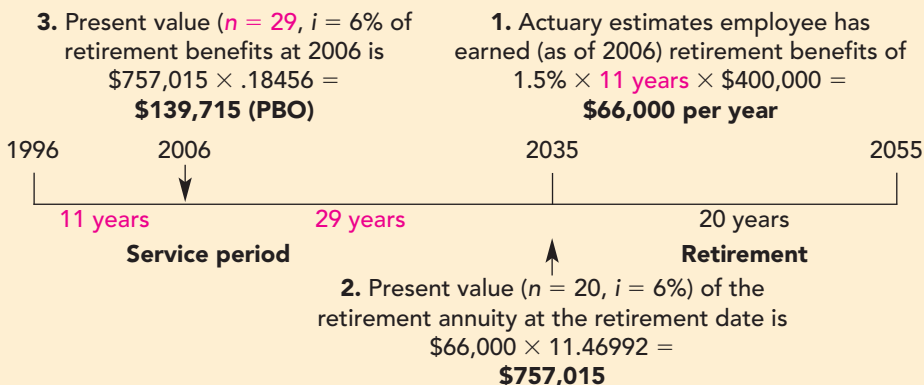 3. Present value (n = 29, i = 6% of
retirement benefits at 2006 is
$757,015 × .18456 =
$139,715 (PBO)
1. Actuary estimates employee has
earned (as of 2006) retirement benefits of
1.5% × 11 years × $400,000 =
$66,000 per year
1996 2006 2035 2055
11 years 29 years 20 years
Service period Retirement
2. Present value (n = 20, i = 6%) of the
retirement annuity at the retirement date is
$66,000 × 11.46992 =
$757,015